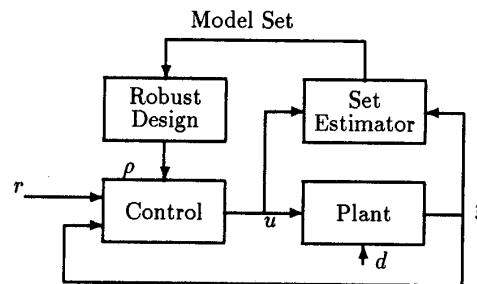 Model Set
Robust
Design
Set
Estimator
ρ
r
Control
u
Plant
d